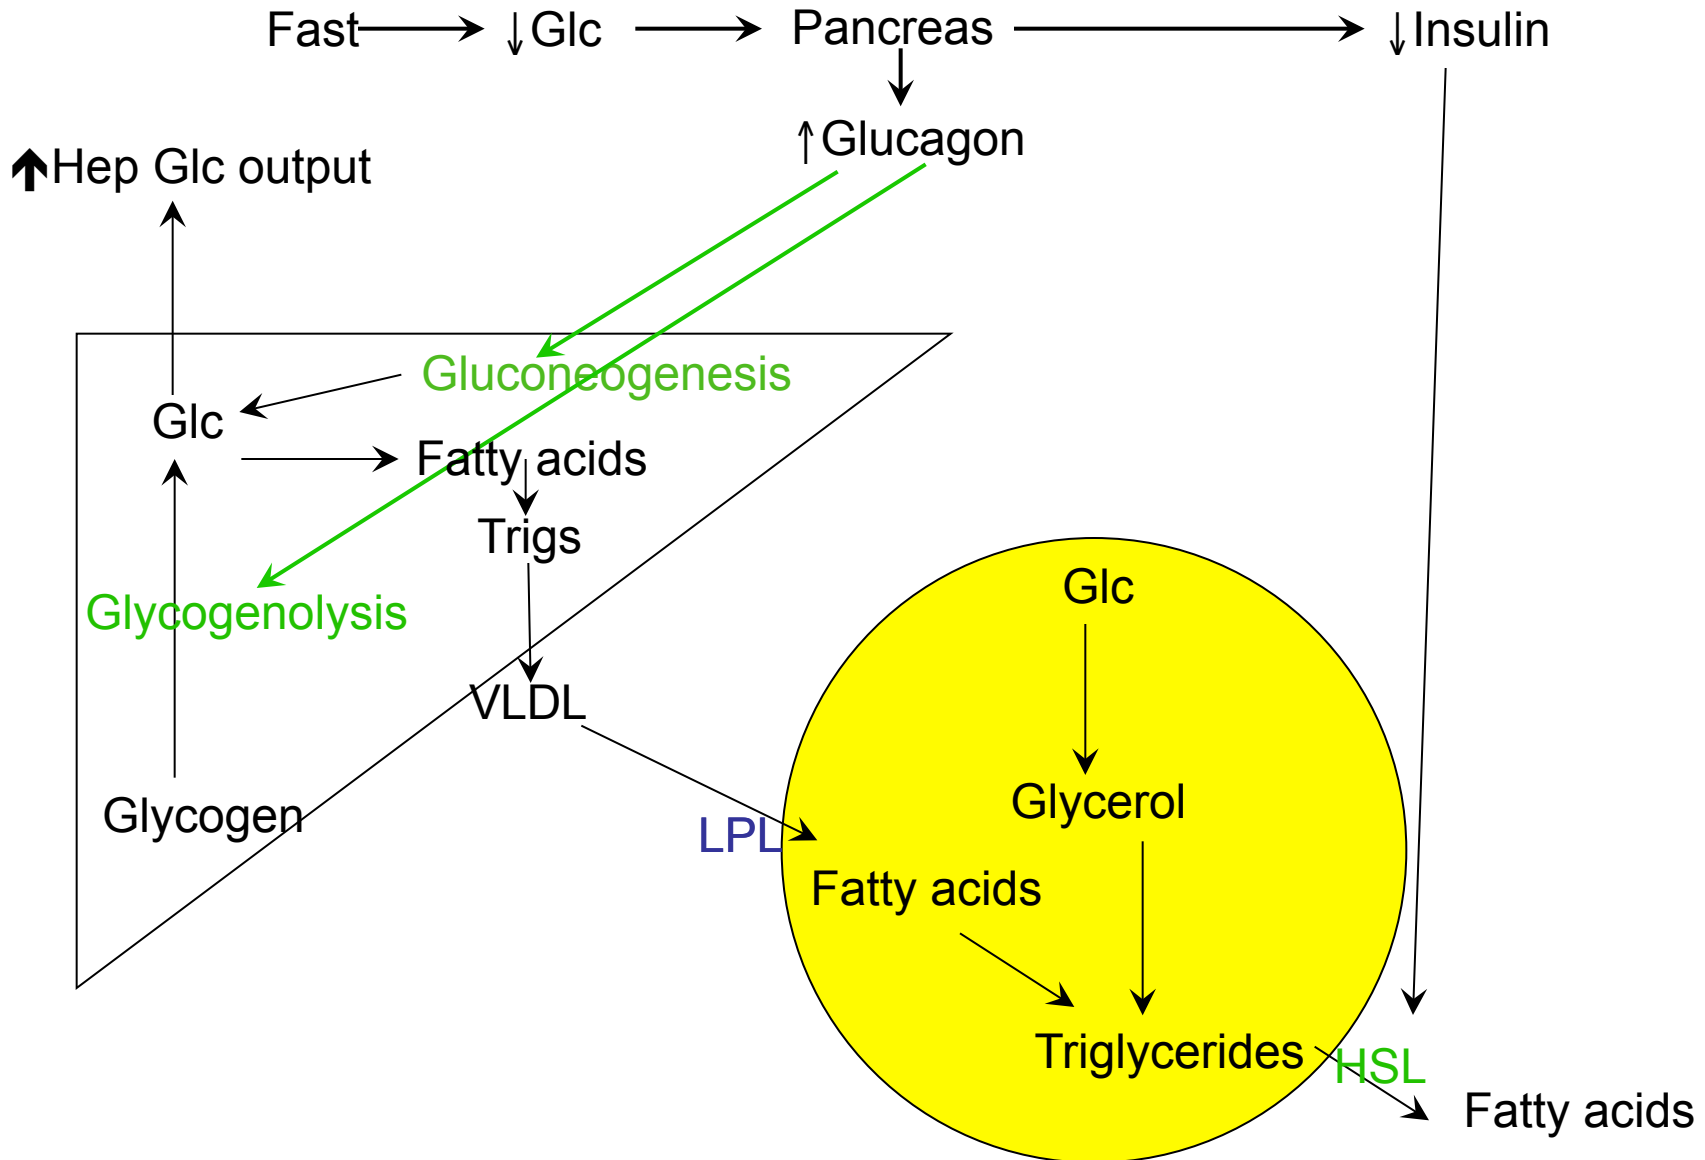 Fast ↓Glc Pancreas ↓Insulin
↑Glucagon
↑Hep Glc output
Gluconeogenesis
Glc
Fatty acids
Trigs
Glycogenolysis
VLDL
Glycogen
LPL
Glc
Glycerol
Fatty acids
Triglycerides
HSL
Fatty acids